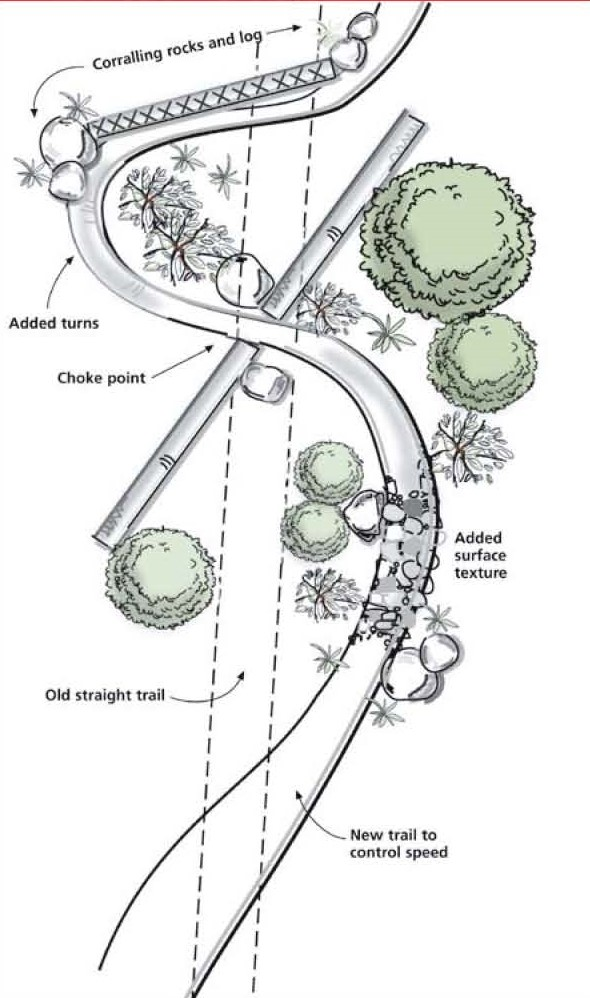 Corralling rocks and log
Added turns
Choke point
Added
surface
texture
Old straight trail
New trail to
control speed